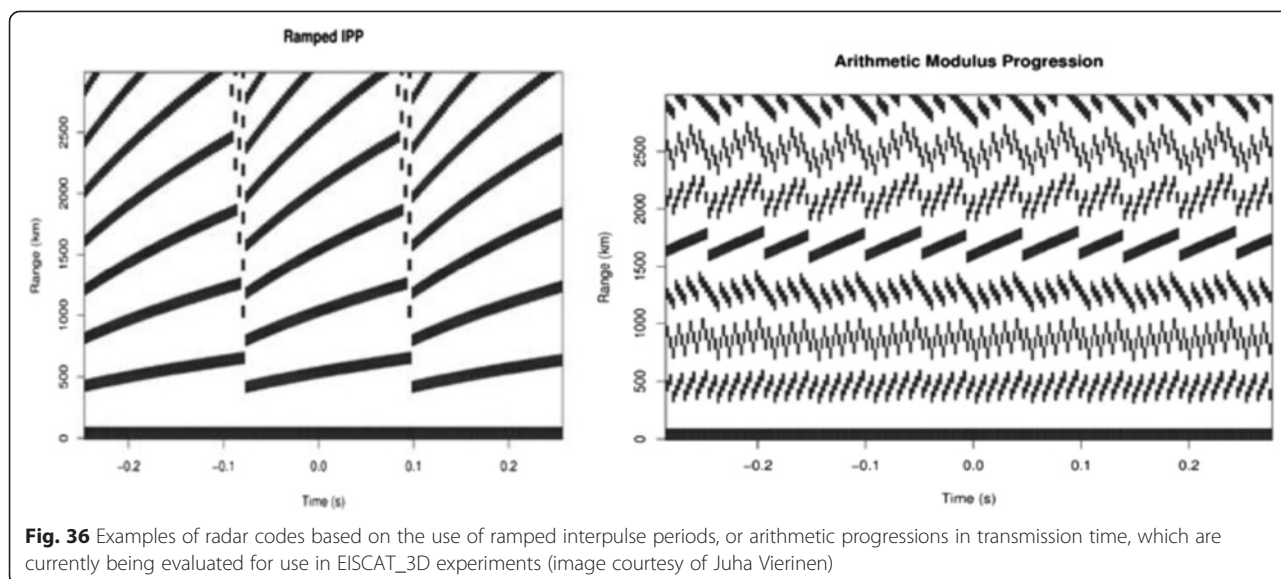 Ramped IPP
Range (km)
0
500
1000
1500
2000
2500
−0.2
−0.1
0.0
0.1
0.2
Time (s)
Arithmetic Modulus Progression
Range (km)
0
500
1000
1500
2000
2500
−0.2
−0.1
0.0
0.1
0.2
Time (s)
Fig. 36 Examples of radar codes based on the use of ramped interpulse periods, or arithmetic progressions in transmission time, which are
currently being evaluated for use in EISCAT_3D experiments (image courtesy of Juha Vierinen)